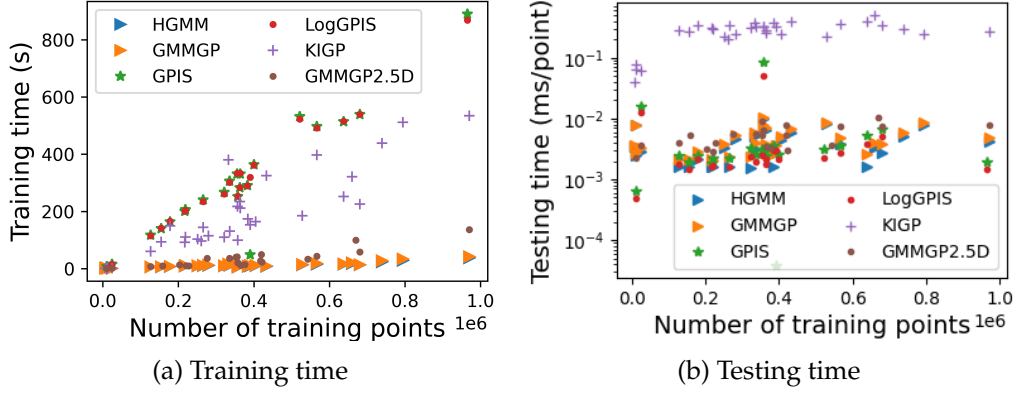 Training time (s)
800
600
400
200
0
HGMM
GMMGP
GPIS
LogGPIS
KIGP
GMMGP2.5D
0.0 0.2 0.4 0.6 0.8 1.0
1e6
Number of training points
(a) Training time
Testing time (ms/point)
10⁻¹
10⁻²
10⁻³
10⁻⁴
HGMM
GMMGP
GPIS
LogGPIS
KIGP
GMMGP2.5D
0.0 0.2 0.4 0.6 0.8 1.0
1e6
Number of training points
(b) Testing time